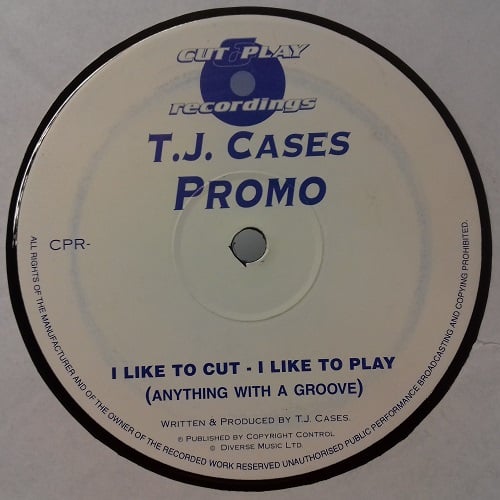 CUT & PLAY
recordings
T.J. CASES
PROMO
CPR-
I LIKE TO CUT - I LIKE TO PLAY
(ANYTHING WITH A GROOVE)
WRITTEN & PRODUCED BY T.J. CASES.
℗ PUBLISHED BY COPYRIGHT CONTROL
© DIVERSE MUSIC LTD.
ALL RIGHTS OF THE MANUFACTURER AND OF THE OWNER OF THE RECORDED WORK RESERVED UNAUTHORISED PUBLIC PERFORMANCE BROADCASTING AND COPYING PROHIBITED.